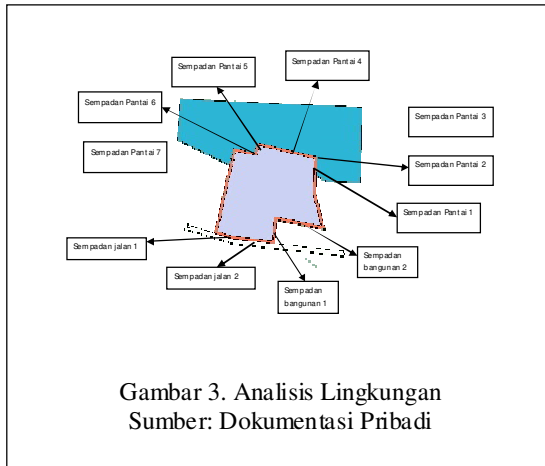 Sempadan Pantai 5
Sempadan Pantai 4
Sempadan Pantai 6
Sempadan Pantai 3
Sempadan Pantai 7
Sempadan Pantai 2
Sempadan Pantai 1
Sempadan jalan 1
Sempadan
bangunan 2
Sempadan jalan 2
Sempadan
bangunan 1
Gambar 3. Analisis Lingkungan
Sumber: Dokumentasi Pribadi